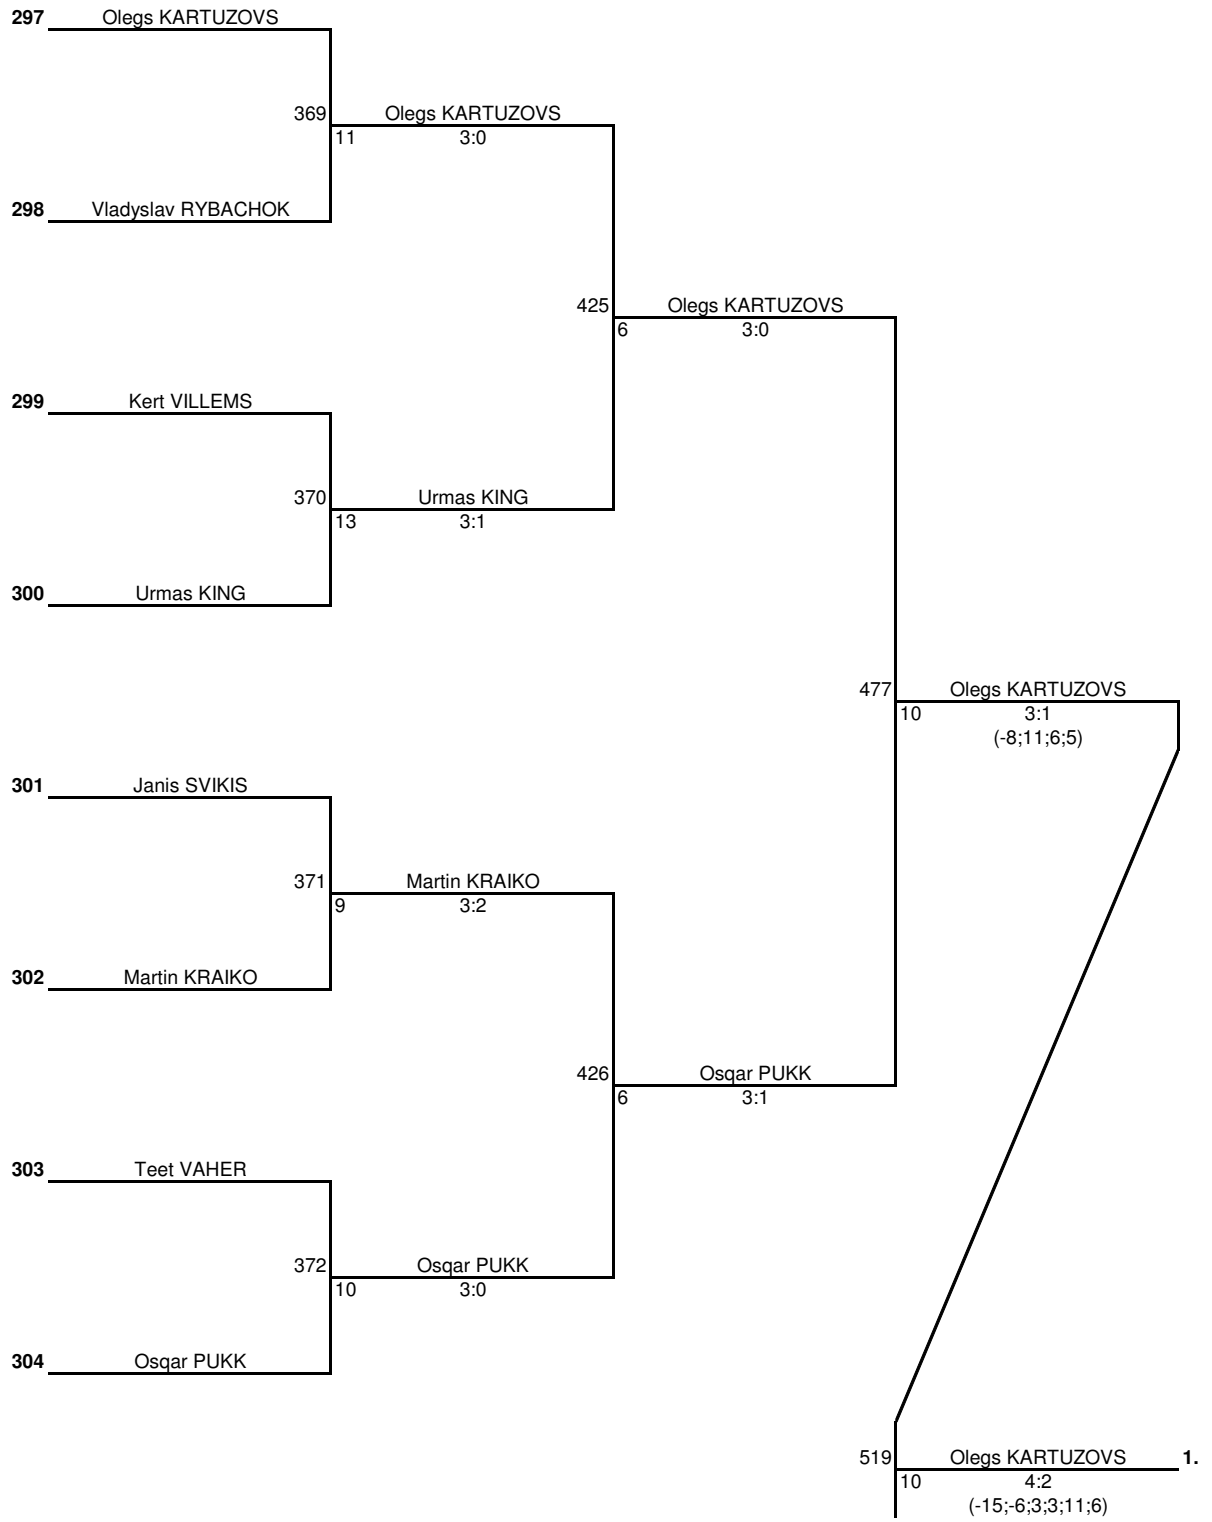 297 Olegs KARTUZOVS
369 Olegs KARTUZOVS
11 3:0
298 Vladyslav RYBACHOK
425 Olegs KARTUZOVS
6 3:0
299 Kert VILLEMS
370 Urmas KING
13 3:1
300 Urmas KING
477 Olegs KARTUZOVS
10 3:1
(-8;11;6;5)
301 Janis SVIKIS
371 Martin KRAIKO
9 3:2
302 Martin KRAIKO
426 Osqar PUKK
6 3:1
303 Teet VAHER
372 Osqar PUKK
10 3:0
304 Osqar PUKK
519 Olegs KARTUZOVS 1.
10 4:2
(-15;-6;3;3;11;6)